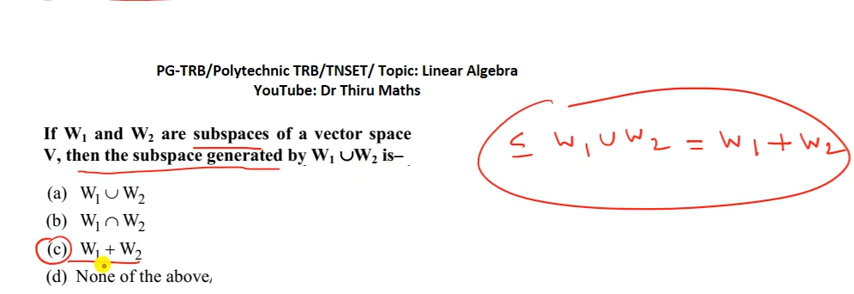 PG-TRB/Polytechnic TRB/TNSET/ Topic: Linear Algebra
YouTube: Dr Thiru Maths
If W₁ and W₂ are subspaces of a vector space
V, then the subspace generated by W₁ ∪W₂ is–
(a) W₁ ∪ W₂
(b) W₁ ∩ W₂
(c) W₁ + W₂
(d) None of the above,
≤ W₁ ∪ W₂ = W₁ + W₂